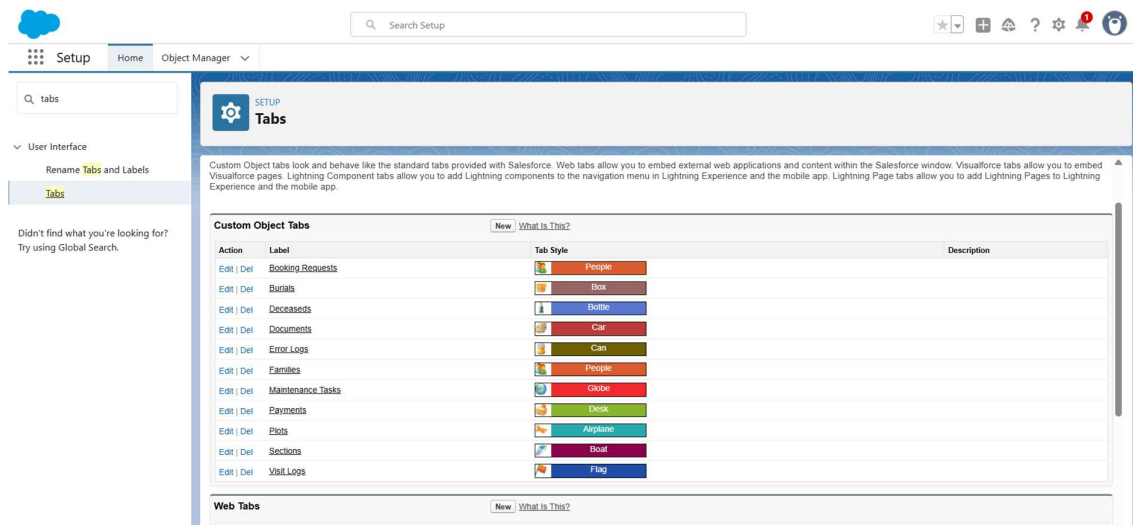 Search Setup
1
Setup
Home
Object Manager
tabs
User Interface
Rename Tabs and Labels
Tabs
Didn't find what you're looking for?
Try using Global Search.
SETUP
Tabs
Custom Object tabs look and behave like the standard tabs provided with Salesforce. Web tabs allow you to embed external web applications and content within the Salesforce window. Visualforce tabs allow you to embed
Visualforce pages. Lightning Component tabs allow you to add Lightning components to the navigation menu in Lightning Experience and the mobile app. Lightning Page tabs allow you to add Lightning Pages to Lightning
Experience and the mobile app.
Custom Object Tabs New What Is This?
Action Label Tab Style Description
Edit | Del Booking Requests People
Edit | Del Burials Box
Edit | Del Deceaseds Bottle
Edit | Del Documents Car
Edit | Del Error Logs Can
Edit | Del Families People
Edit | Del Maintenance Tasks Globe
Edit | Del Payments Desk
Edit | Del Plots Airplane
Edit | Del Sections Boat
Edit | Del Visit Logs Flag
Web Tabs New What Is This?